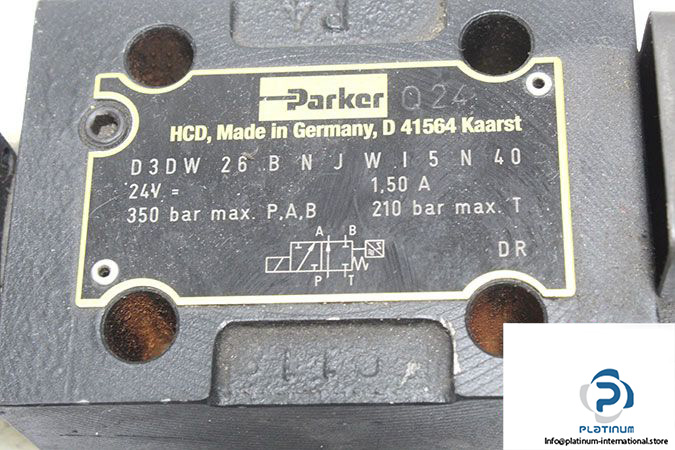 P4
Parker Q24
HCD, Made in Germany, D 41564 Kaarst
D3DW 26 B N J W I 5 N 40
24V = 1,50 A
350 bar max. P,A,B 210 bar max. T
A B
P T
DR
PLATINUM
Info@platinum-international.store